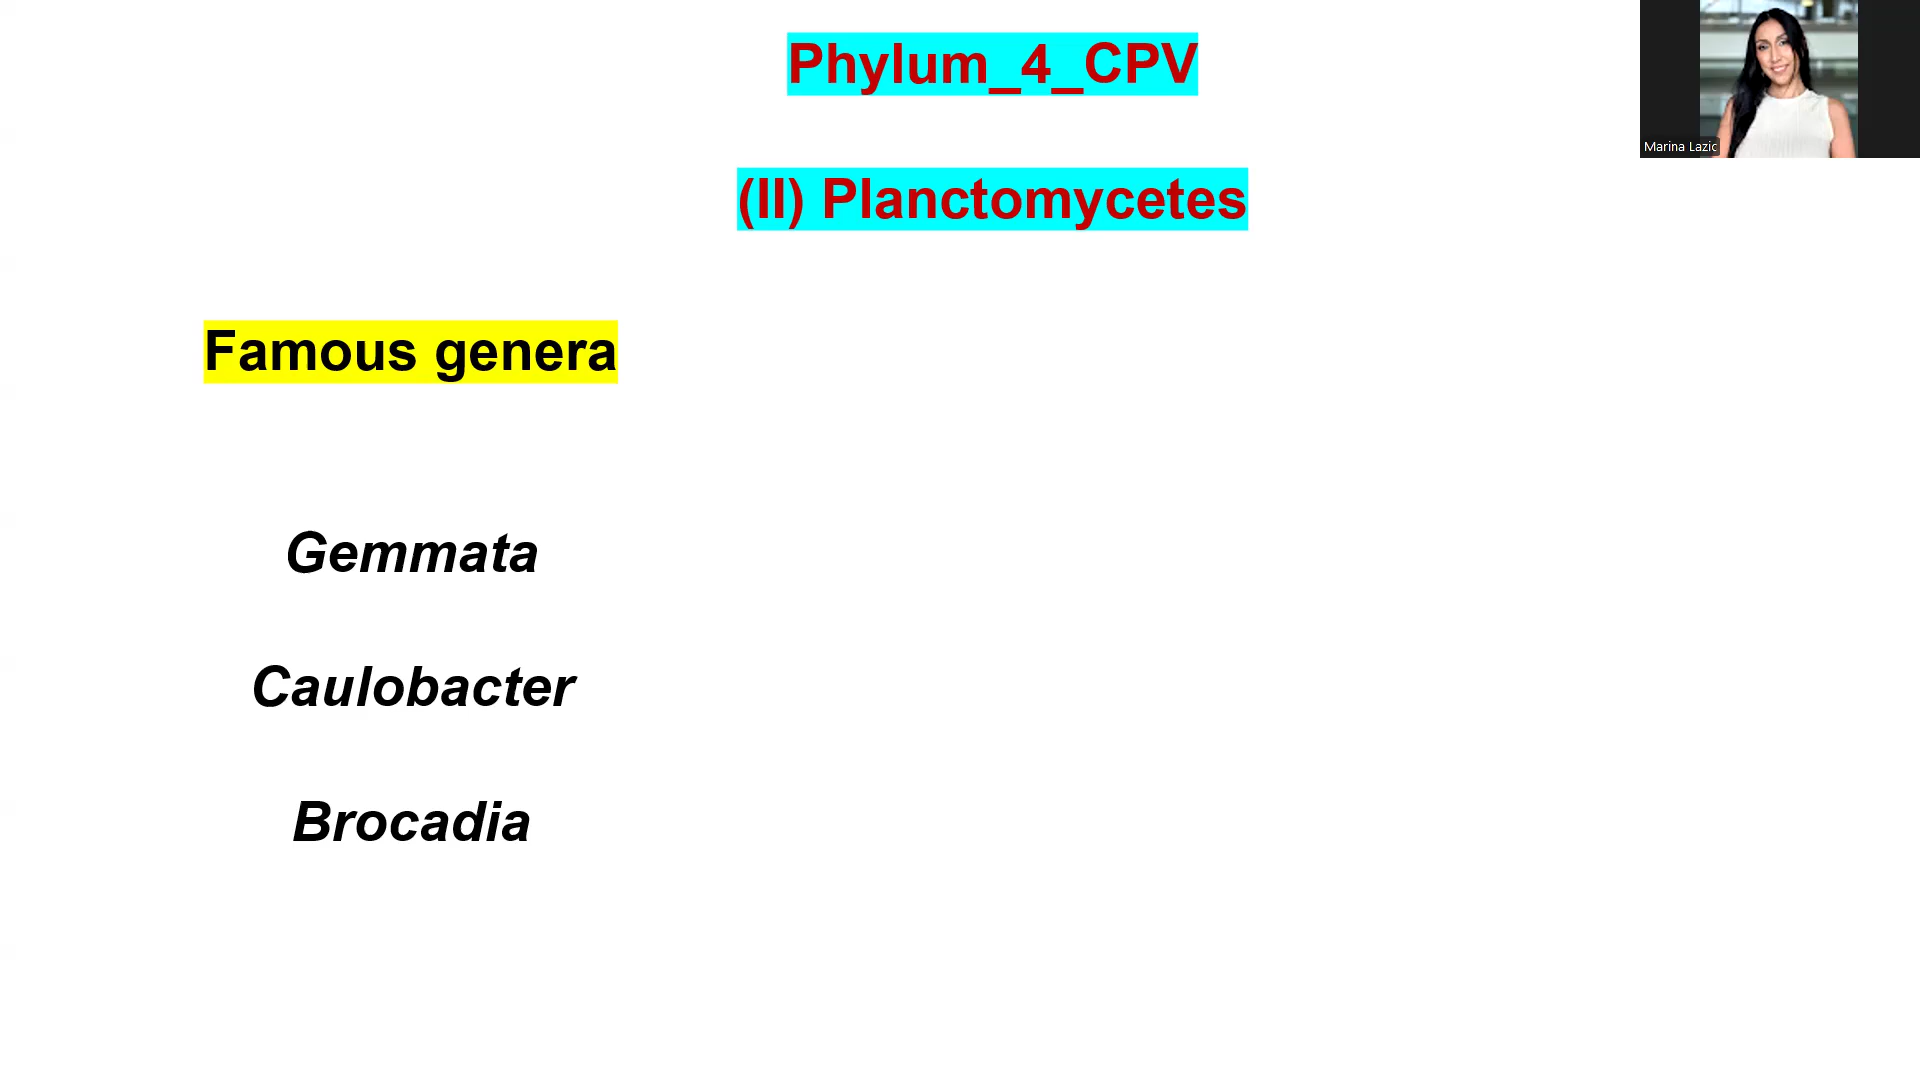 Phylum_4_CPV
(II) Planctomycetes
Marina Lazic
Famous genera
Gemmata
Caulobacter
Brocadia